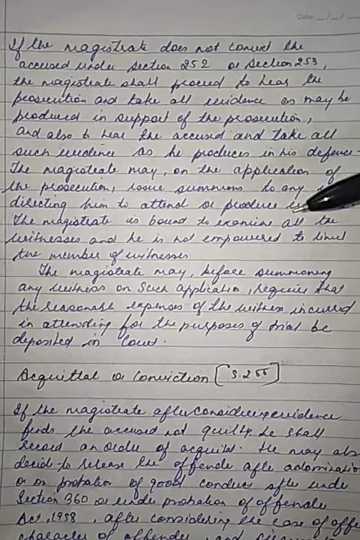 If the magistrate does not convict the
accused under section 252 or section 253,
the magistrate shall proceed to hear the
prosecution and take all evidence as may be
produced in support of the prosecution,
and also to hear the accused and take all
such evidence as he produces in his defence.
The magistrate may, on the application of
the prosecution, issue summons to any
directing him to attend or produce
The magistrate is bound to examine all the
witnesses and he is not empowered to limit
the number of witnesses
The magistrate may, before summoning
any witness on such application, require that
the reasonable expenses of the witness incurred
in attending for the purposes of trial be
deposited in court.
Acquittal or Conviction [S.255]
If the magistrate after considering evidence
finds the accused not guilty he shall
record an order of acquittal. He may also
decide to release the offender after admonition
or on probation of good conduct after under
Section 360 or under probation of offender
Act, 1958, after considering the case of
character of offender, and